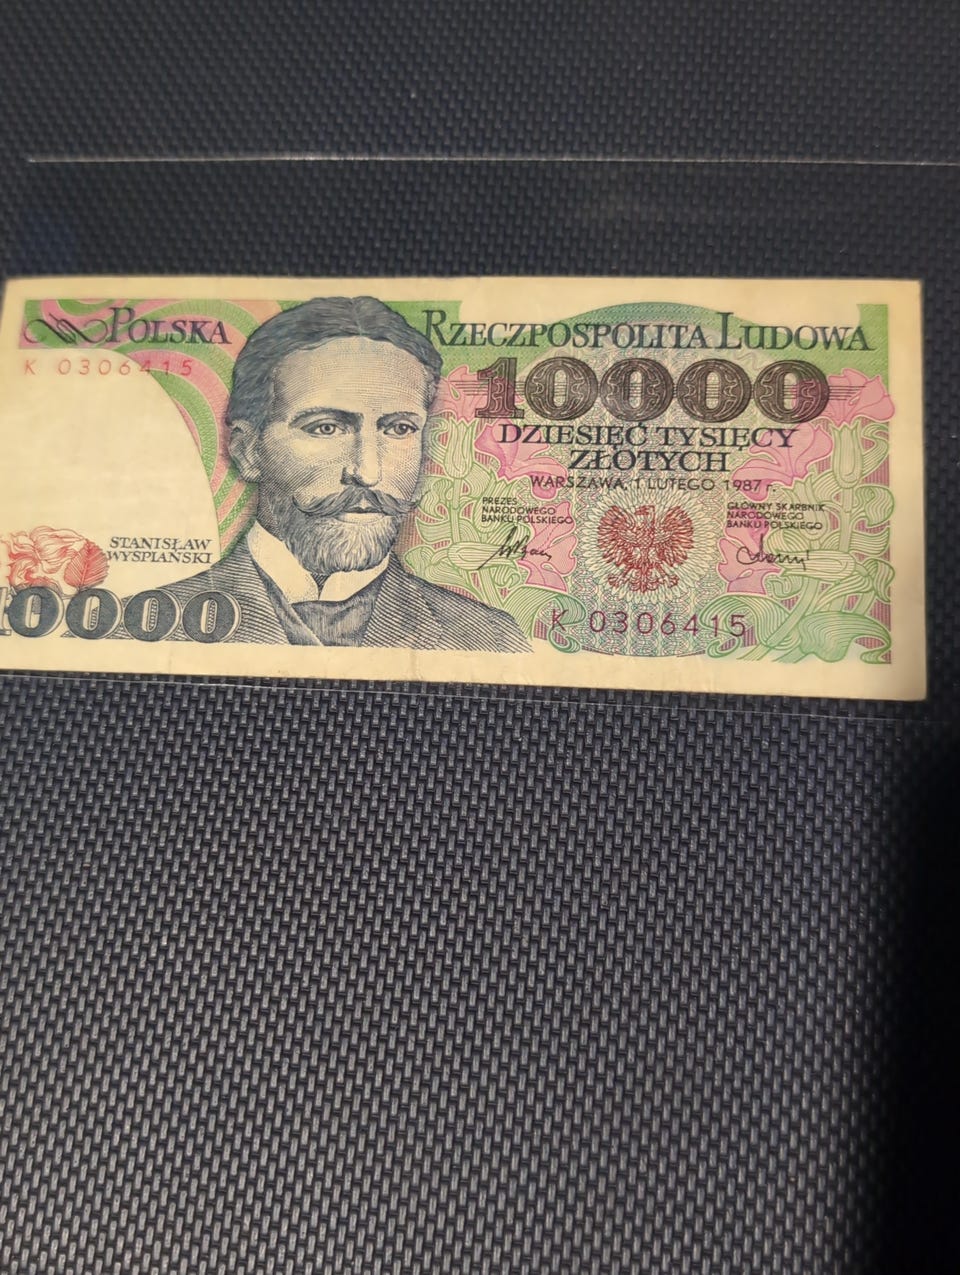 POLSKA RZECZPOSPOLITA LUDOWA
K 0306415
10000
DZIESIĘĆ TYSIĘCY
ZŁOTYCH
WARSZAWA, 1 LUTEGO 1987 r.
PREZES
NARODOWEGO
BANKU POLSKIEGO
GŁÓWNY SKARBNIK
NARODOWEGO
BANKU POLSKIEGO
STANISŁAW
WYSPIAŃSKI
10000
K 0306415